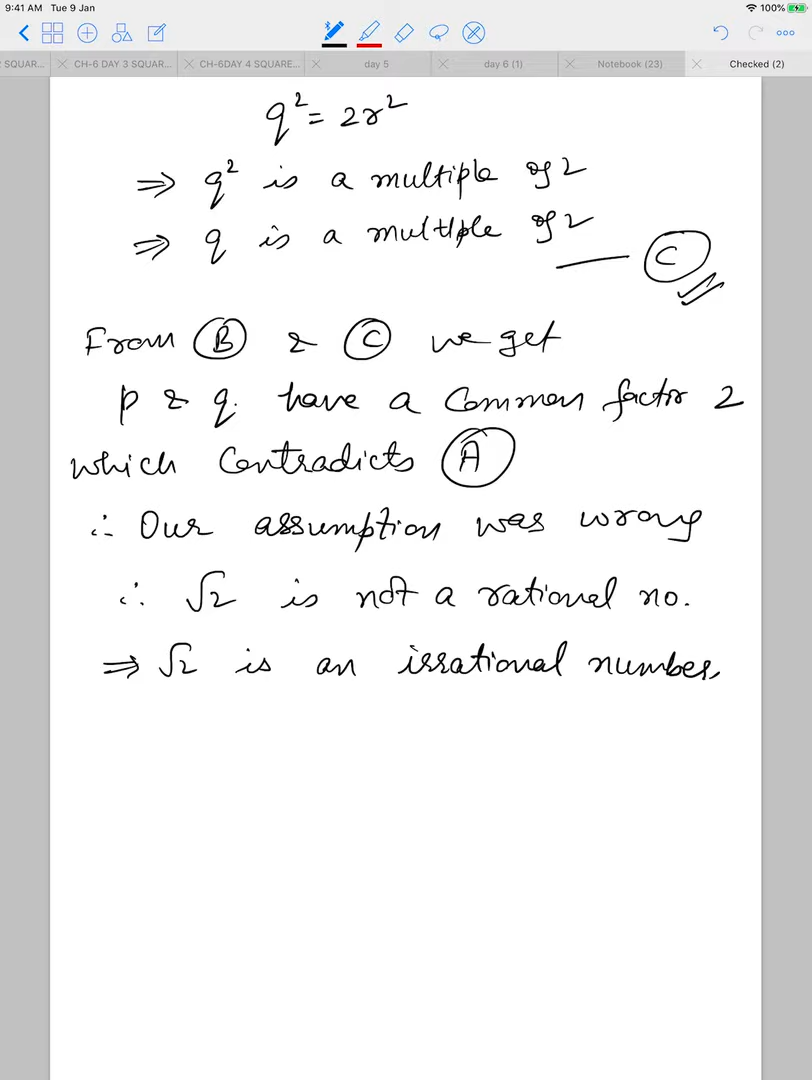 9:41 AM Tue 9 Jan
100%
SQUAR...
CH-6 DAY 3 SQUAR...
CH-6DAY 4 SQUARE...
day 5
day 6 (1)
Notebook (23)
Checked (2)
q² = 2r²
⇒ q² is a multiple of 2
⇒ q is a multiple of 2
— C
From B & C we get
p & q. have a common factor 2
which contradicts A
∴ Our assumption was wrong
∴ √2 is not a rational no.
⇒ √2 is an irrational number.